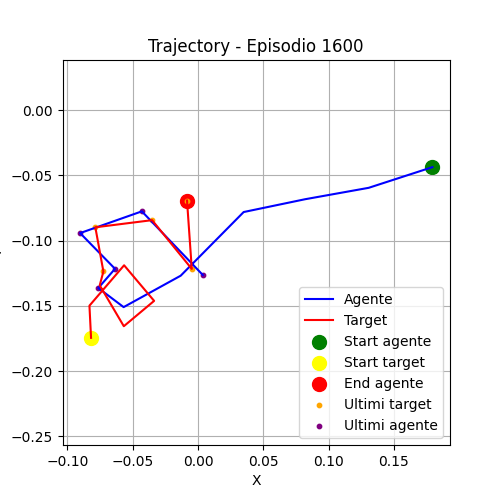 Trajectory - Episodio 1600
0.00
−0.05
−0.10
−0.15
−0.20
−0.25
−0.10
−0.05
0.00
0.05
0.10
0.15
X
Agente
Target
Start agente
Start target
End agente
Ultimi target
Ultimi agente